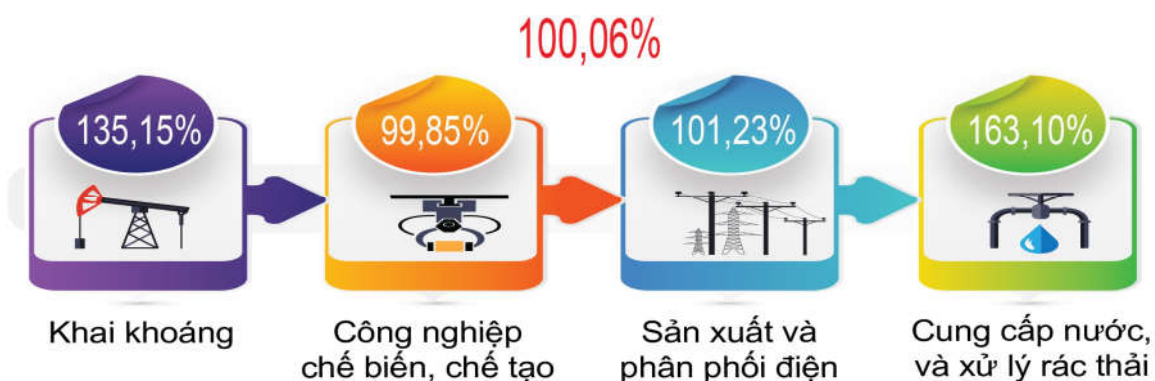 100,06%
135,15%
99,85%
101,23%
163,10%
Khai khoáng
Công nghiệp
chế biến, chế tạo
Sản xuất và
phân phối điện
Cung cấp nước,
và xử lý rác thải